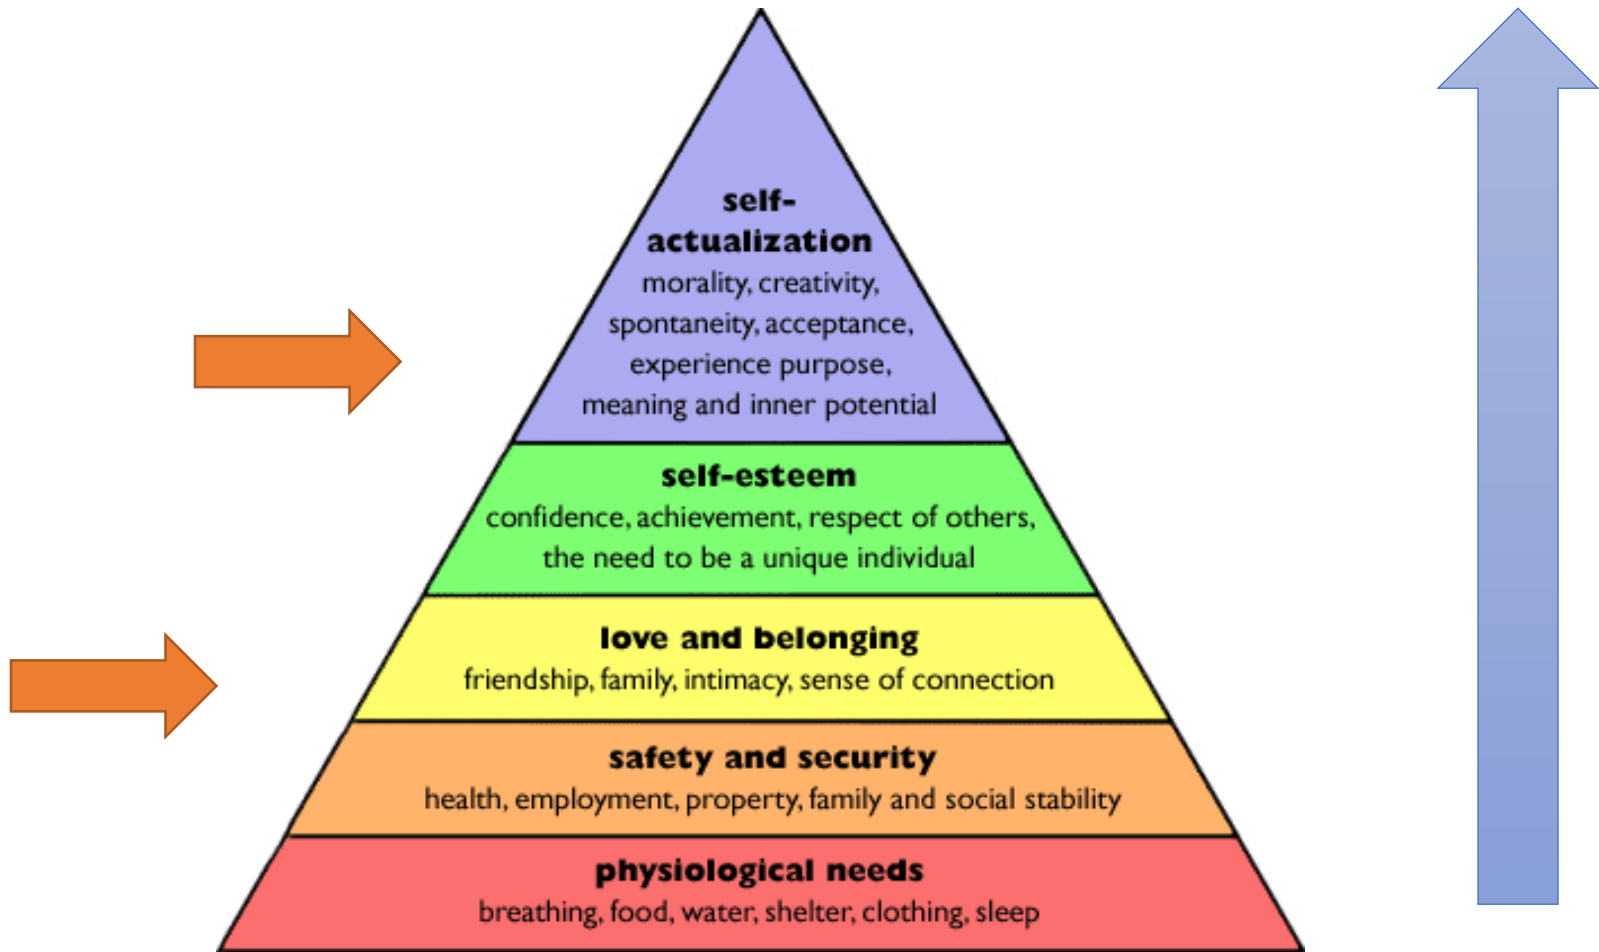 self-
actualization
morality, creativity,
spontaneity, acceptance,
experience purpose,
meaning and inner potential
self-esteem
confidence, achievement, respect of others,
the need to be a unique individual
love and belonging
friendship, family, intimacy, sense of connection
safety and security
health, employment, property, family and social stability
physiological needs
breathing, food, water, shelter, clothing, sleep